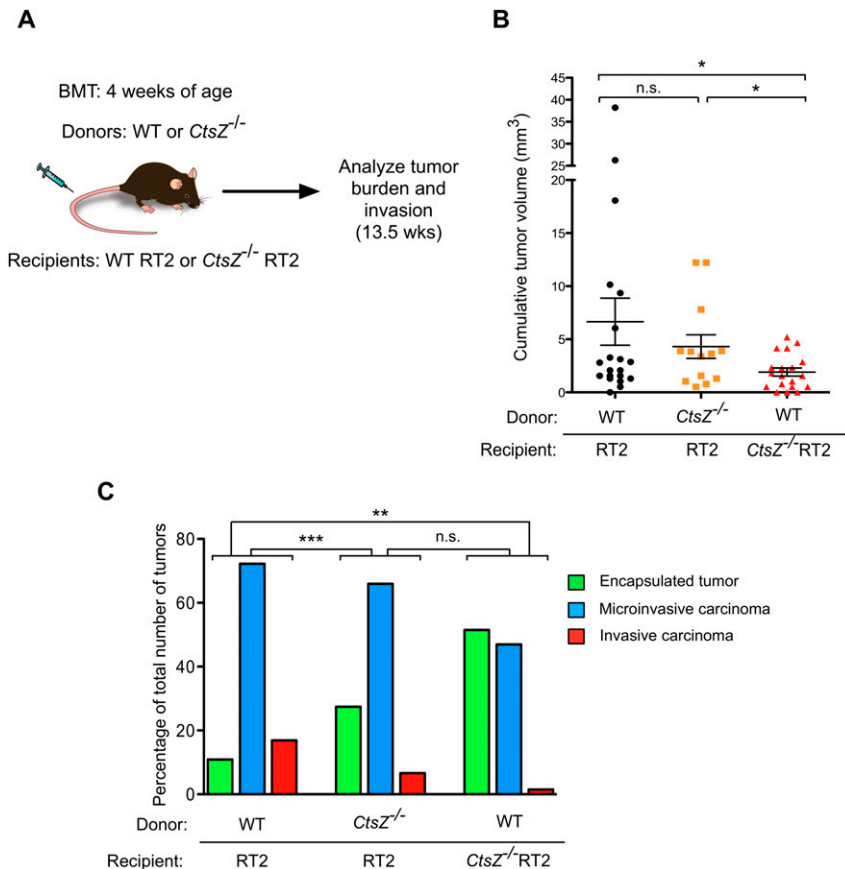 A
BMT: 4 weeks of age
Donors: WT or CtsZ-/-
Analyze tumor
burden and
invasion
(13.5 wks)
Recipients: WT RT2 or CtsZ-/- RT2
B
*
n.s.
*
Cumulative tumor volume (mm3)
45
40
35
30
25
20
15
10
5
0
Donor: WT CtsZ-/- WT
Recipient: RT2 RT2 CtsZ-/-RT2
C
**
***
n.s.
Percentage of total number of tumors
80
60
40
20
0
Encapsulated tumor
Microinvasive carcinoma
Invasive carcinoma
Donor: WT CtsZ-/- WT
Recipient: RT2 RT2 CtsZ-/-RT2